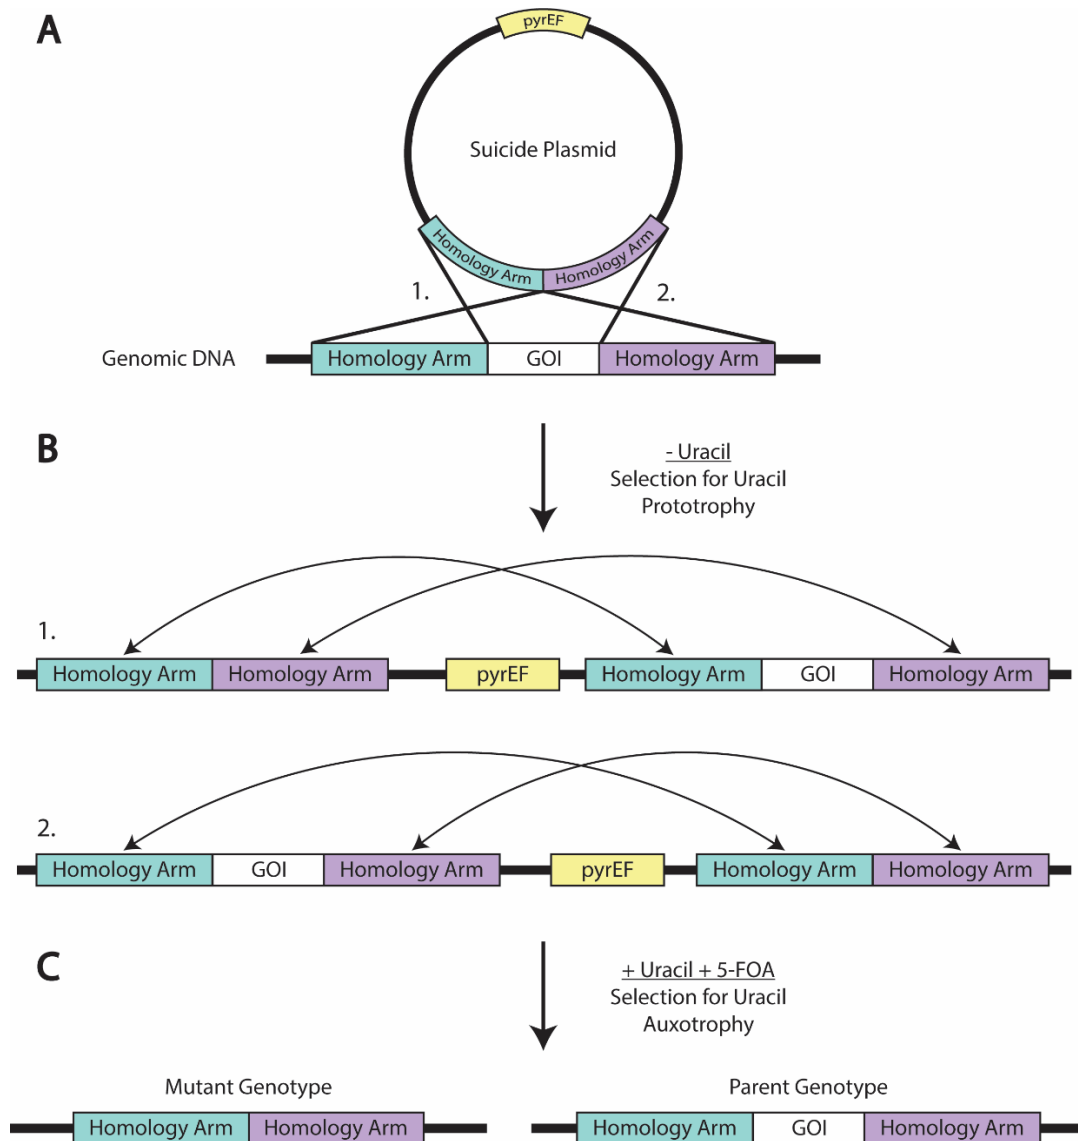 A
pyrEF
Suicide Plasmid
Homology Arm Homology Arm
1. 2.
Genomic DNA Homology Arm GOI Homology Arm
B
- Uracil
Selection for Uracil
Prototrophy
1.
Homology Arm Homology Arm pyrEF Homology Arm GOI Homology Arm
2.
Homology Arm GOI Homology Arm pyrEF Homology Arm Homology Arm
C
+ Uracil + 5-FOA
Selection for Uracil
Auxotrophy
Mutant Genotype Parent Genotype
Homology Arm Homology Arm Homology Arm GOI Homology Arm